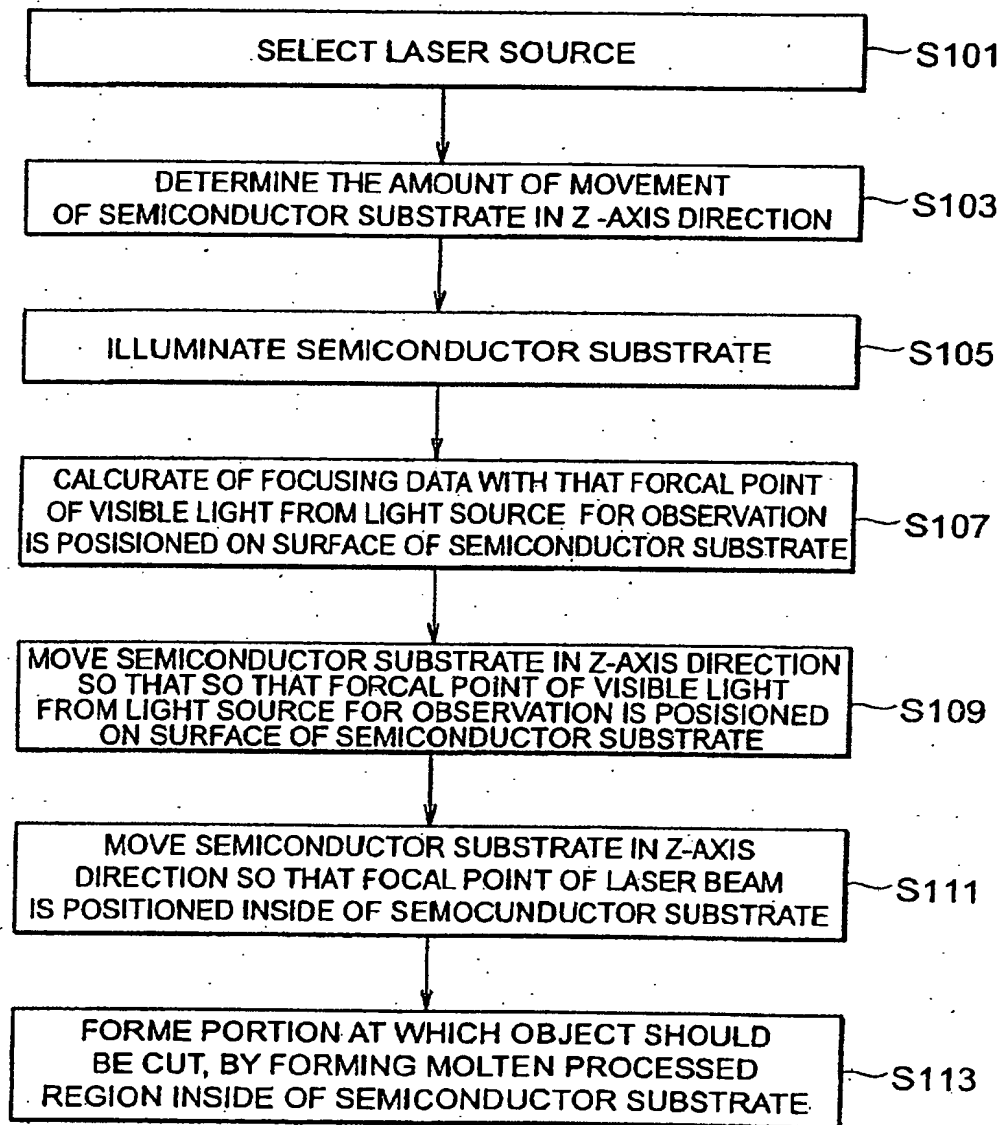 SELECT LASER SOURCE
S101
DETERMINE THE AMOUNT OF MOVEMENT
OF SEMICONDUCTOR SUBSTRATE IN Z -AXIS DIRECTION
S103
ILLUMINATE SEMICONDUCTOR SUBSTRATE
S105
CALCURATE OF FOCUSING DATA WITH THAT FORCAL POINT
OF VISIBLE LIGHT FROM LIGHT SOURCE FOR OBSERVATION
IS POSISIONED ON SURFACE OF SEMICONDUCTOR SUBSTRATE
S107
MOVE SEMICONDUCTOR SUBSTRATE IN Z-AXIS DIRECTION
SO THAT SO THAT FORCAL POINT OF VISIBLE LIGHT
FROM LIGHT SOURCE FOR OBSERVATION IS POSISIONED
ON SURFACE OF SEMICONDUCTOR SUBSTRATE
S109
MOVE SEMICONDUCTOR SUBSTRATE IN Z-AXIS
DIRECTION SO THAT FOCAL POINT OF LASER BEAM
IS POSITIONED INSIDE OF SEMOCUNDUCTOR SUBSTRATE
S111
FORME PORTION AT WHICH OBJECT SHOULD
BE CUT, BY FORMING MOLTEN PROCESSED
REGION INSIDE OF SEMICONDUCTOR SUBSTRATE
S113